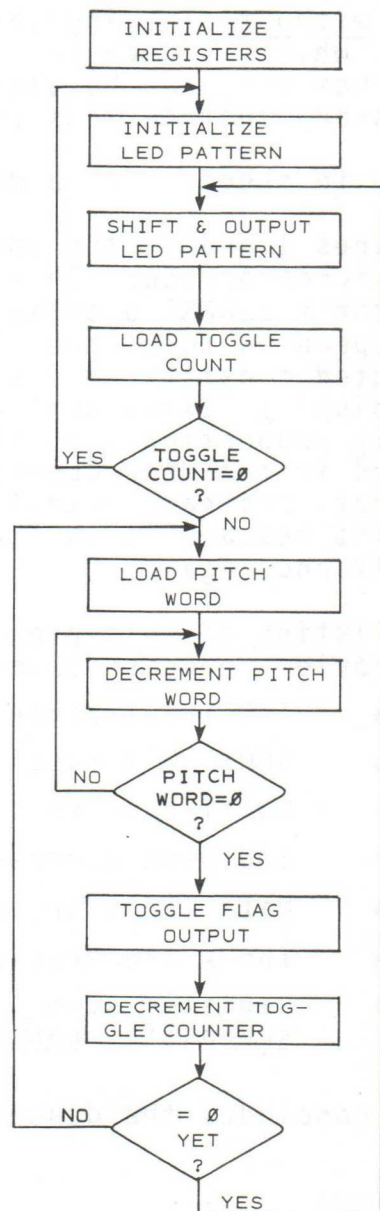 INITIALIZE
REGISTERS
INITIALIZE
LED PATTERN
SHIFT & OUTPUT
LED PATTERN
LOAD TOGGLE
COUNT
YES
TOGGLE
COUNT=Ø
?
NO
LOAD PITCH
WORD
DECREMENT PITCH
WORD
NO
PITCH
WORD=Ø
?
YES
TOGGLE FLAG
OUTPUT
DECREMENT TOG-
GLE COUNTER
NO
= Ø
YET
?
YES